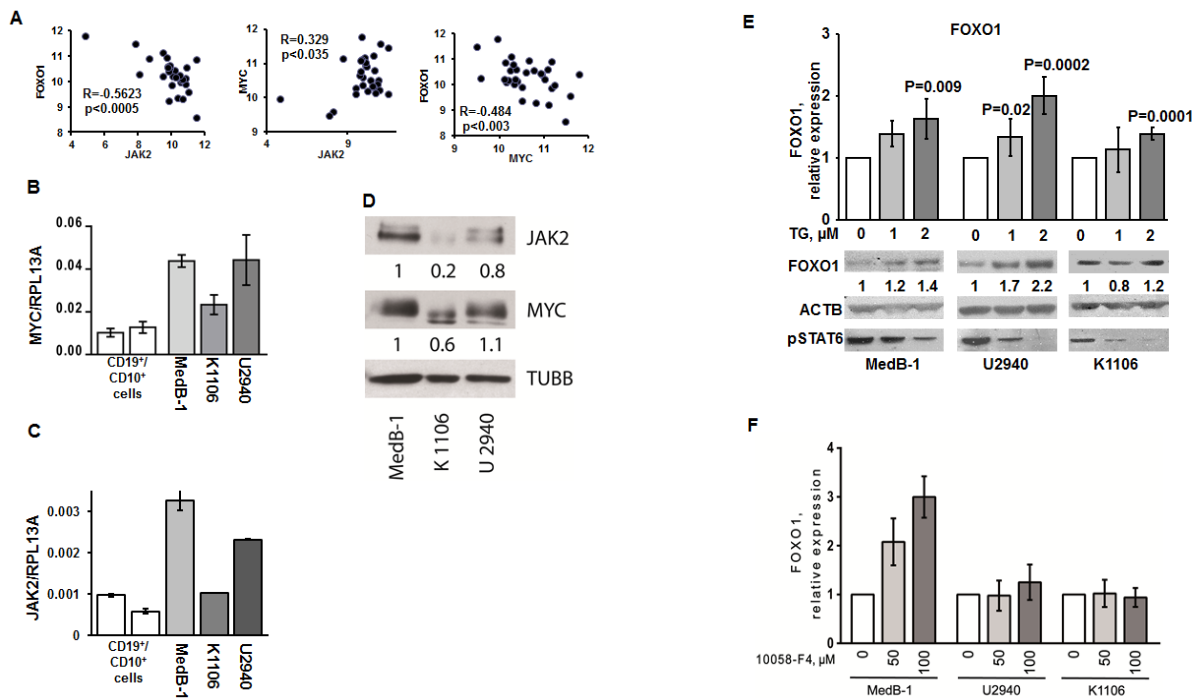 A
12
11
10
9
8
FOXO1
R=-0.5623
p<0.0005
4
6
8
10
12
JAK2
12
11
10
9
MYC
R=0.329
p<0.035
9
JAK2
12
11
10
9
8
FOXO1
R=-0.484
p<0.003
9
10
11
12
MYC
B
MYC/RPL13A
0.06
0.04
0.02
0.00
CD19+/
CD10+
cells
MedB-1
K1106
U2940
C
JAK2/RPL13A
0.003
0.002
0.001
0
CD19+/
CD10+
cells
MedB-1
K1106
U2940
D
JAK2
1 0.2 0.8
MYC
1 0.6 1.1
TUBB
MedB-1
K 1106
U 2940
E
FOXO1
FOXO1,
relative expression
3
2
1
0
P=0.009
P=0.02
P=0.0002
P=0.0001
TG, µM 0 1 2 0 1 2 0 1 2
FOXO1
1 1.2 1.4 1 1.7 2.2 1 0.8 1.2
ACTB
pSTAT6
MedB-1 U2940 K1106
F
FOXO1,
relative expression
4
3
2
1
0
10058-F4, µM 0 50 100 0 50 100 0 50 100
MedB-1 U2940 K1106